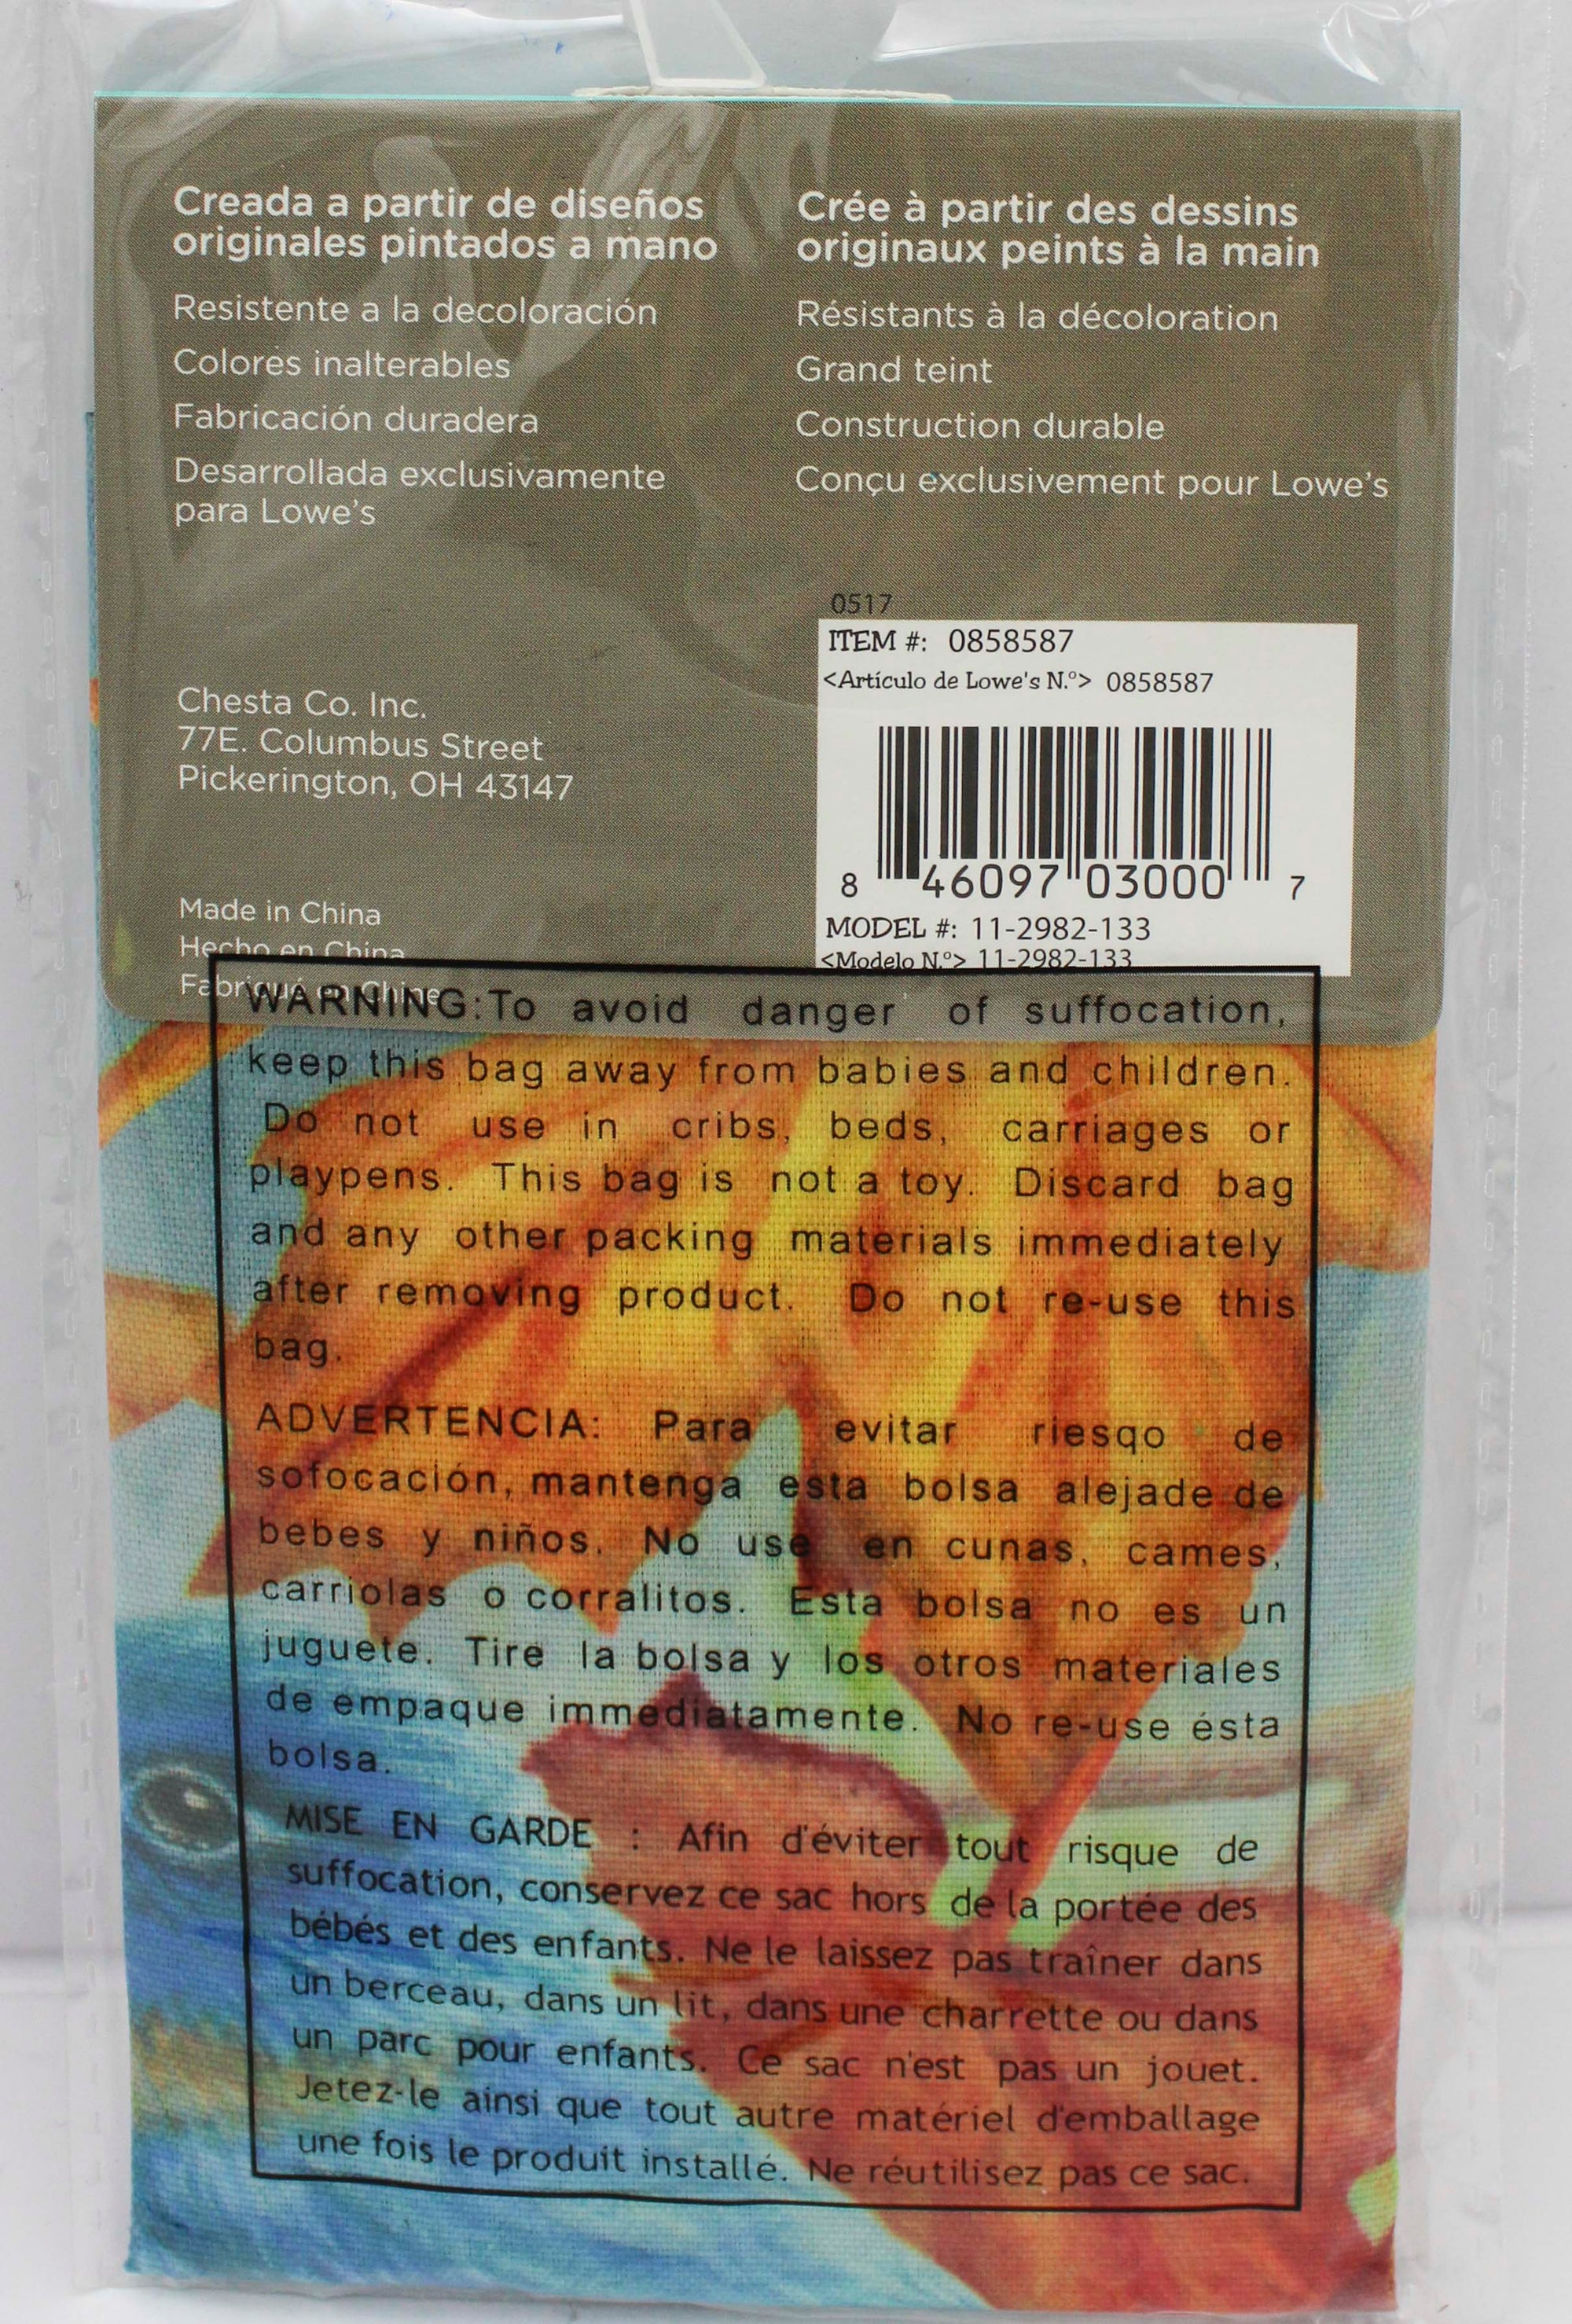 Creada a partir de diseños
originales pintados a mano
Resistente a la decoloración
Colores inalterables
Fabricación duradera
Desarrollada exclusivamente
para Lowe's
Crée à partir des dessins
originaux peints à la main
Résistants à la décoloration
Grand teint
Construction durable
Conçu exclusivement pour Lowe's
Chesta Co. Inc.
77E. Columbus Street
Pickerington, OH 43147
Made in China
Hecho en China
Fabriqué en Chine
0517
ITEM #: 0858587
<Artículo de Lowe's N.º> 0858587
8 46097 03000 7
MODEL #: 11-2982-133
<Modelo N.º> 11-2982-133
WARNING:To avoid danger of suffocation,
keep this bag away from babies and children.
Do not use in cribs, beds, carriages or
playpens. This bag is not a toy. Discard bag
and any other packing materials immediately
after removing product. Do not re-use this
bag.
ADVERTENCIA: Para evitar riesqo de
sofocación, mantenga esta bolsa alejade de
bebes y niños. No use en cunas, cames,
carriolas o corralitos. Esta bolsa no es un
juguete. Tire la bolsa y los otros materiales
de empaque immediatamente. No re-use ésta
bolsa.
MISE EN GARDE : Afin d'éviter tout risque de
suffocation, conservez ce sac hors de la portée des
bébés et des enfants. Ne le laissez pas traîner dans
un berceau, dans un lit, dans une charrette ou dans
un parc pour enfants. Ce sac n'est pas un jouet.
Jetez-le ainsi que tout autre matériel d'emballage
une fois le produit installé. Ne réutilisez pas ce sac.